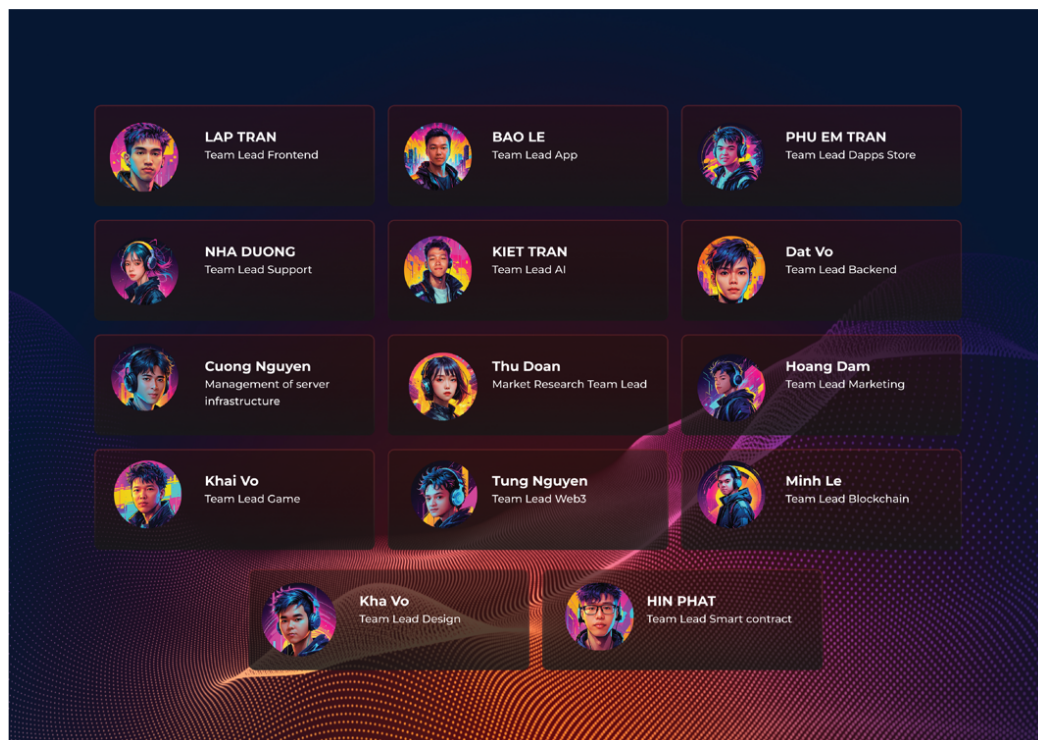 LAP TRAN
Team Lead Frontend
BAO LE
Team Lead App
PHU EM TRAN
Team Lead Dapps Store
NHA DUONG
Team Lead Support
KIET TRAN
Team Lead AI
Dat Vo
Team Lead Backend
Cuong Nguyen
Management of server
infrastructure
Thu Doan
Market Research Team Lead
Hoang Dam
Team Lead Marketing
Khai Vo
Team Lead Game
Tung Nguyen
Team Lead Web3
Minh Le
Team Lead Blockchain
Kha Vo
Team Lead Design
HIN PHAT
Team Lead Smart contract